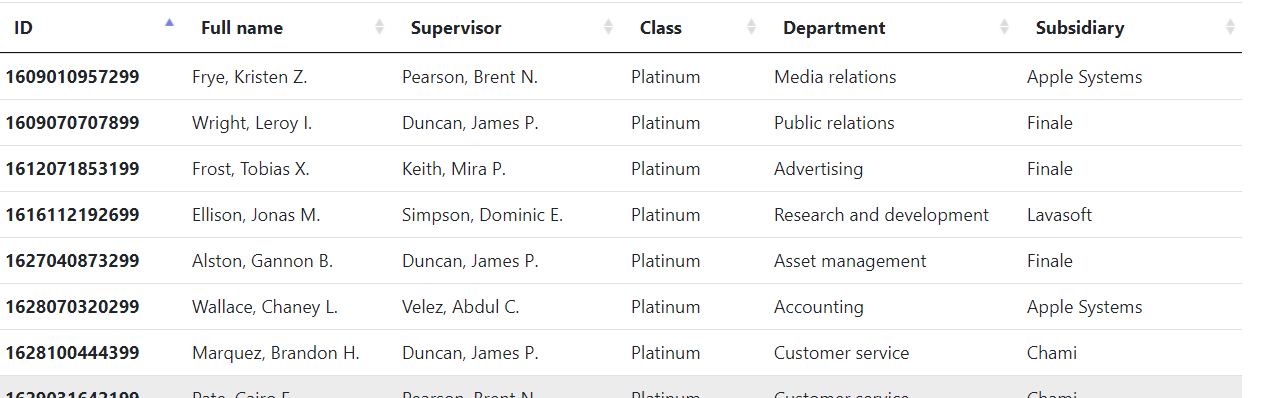 ID Full name Supervisor Class Department Subsidiary
1609010957299 Frye, Kristen Z. Pearson, Brent N. Platinum Media relations Apple Systems
1609070707899 Wright, Leroy I. Duncan, James P. Platinum Public relations Finale
1612071853199 Frost, Tobias X. Keith, Mira P. Platinum Advertising Finale
1616112192699 Ellison, Jonas M. Simpson, Dominic E. Platinum Research and development Lavasoft
1627040873299 Alston, Gannon B. Duncan, James P. Platinum Asset management Finale
1628070320299 Wallace, Chaney L. Velez, Abdul C. Platinum Accounting Apple Systems
1628100444399 Marquez, Brandon H. Duncan, James P. Platinum Customer service Chami
Pearson, Brent N. Platinum Customer service Chami